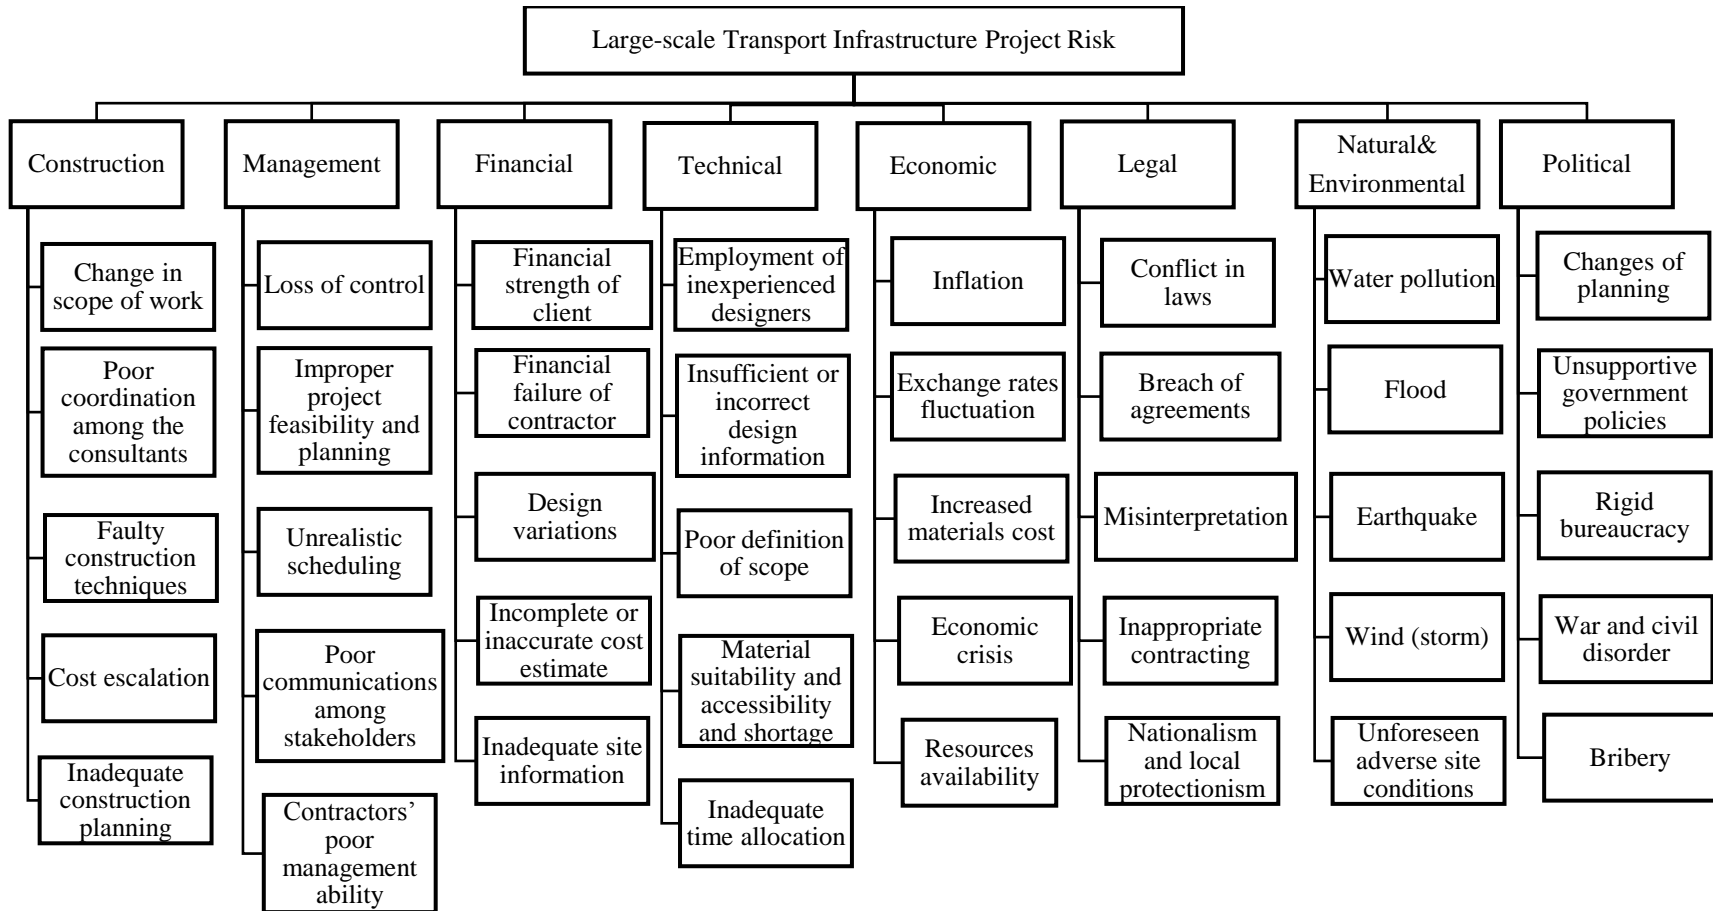 Large-scale Transport Infrastructure Project Risk
Construction
Management
Financial
Technical
Economic
Legal
Natural&
Environmental
Political
Change in
scope of work
Poor
coordination
among the
consultants
Faulty
construction
techniques
Cost escalation
Inadequate
construction
planning
Loss of control
Improper
project
feasibility and
planning
Unrealistic
scheduling
Poor
communications
among
stakeholders
Contractors’
poor
management
ability
Financial
strength of
client
Financial
failure of
contractor
Design
variations
Incomplete or
inaccurate cost
estimate
Inadequate site
information
Employment of
inexperienced
designers
Insufficient or
incorrect
design
information
Poor definition
of scope
Material
suitability and
accessibility
and shortage
Inadequate
time allocation
Inflation
Exchange rates
fluctuation
Increased
materials cost
Economic
crisis
Resources
availability
Conflict in
laws
Breach of
agreements
Misinterpretation
Inappropriate
contracting
Nationalism
and local
protectionism
Water pollution
Flood
Earthquake
Wind (storm)
Unforeseen
adverse site
conditions
Changes of
planning
Unsupportive
government
policies
Rigid
bureaucracy
War and civil
disorder
Bribery